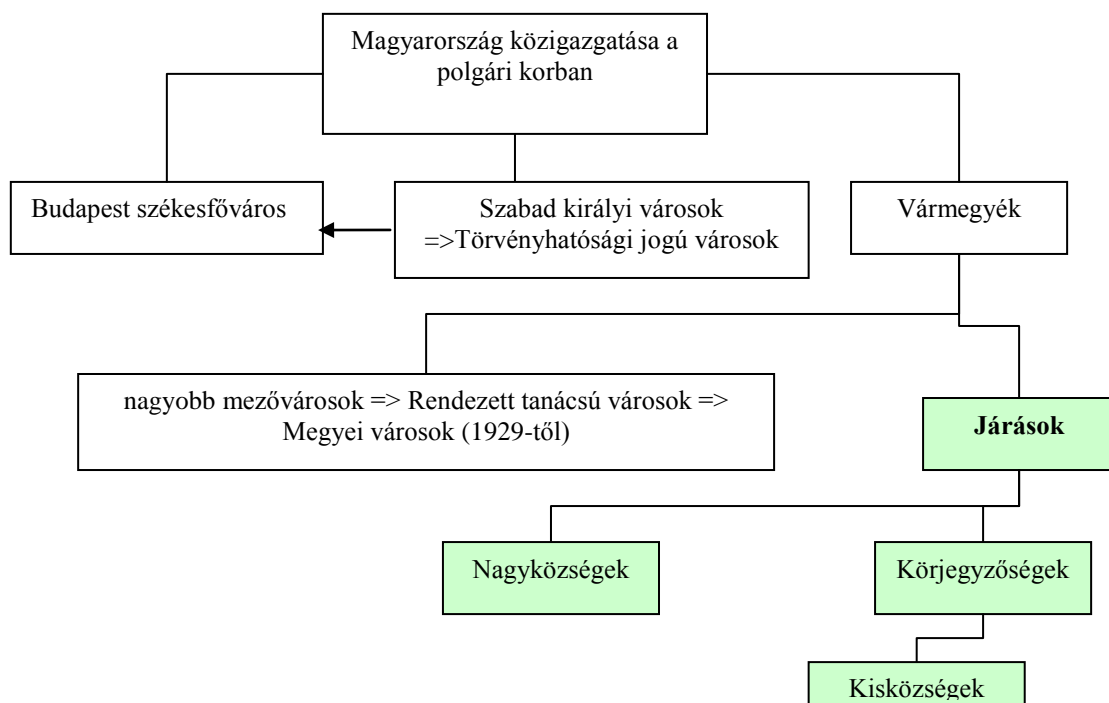 Magyarország közigazgatása a
polgári korban
Budapest székesfőváros
Szabad királyi városok
=>Törvényhatósági jogú városok
Vármegyék
nagyobb mezővárosok => Rendezett tanácsú városok =>
Megyei városok (1929-től)
Járások
Nagyközségek
Körjegyzőségek
Kisközségek